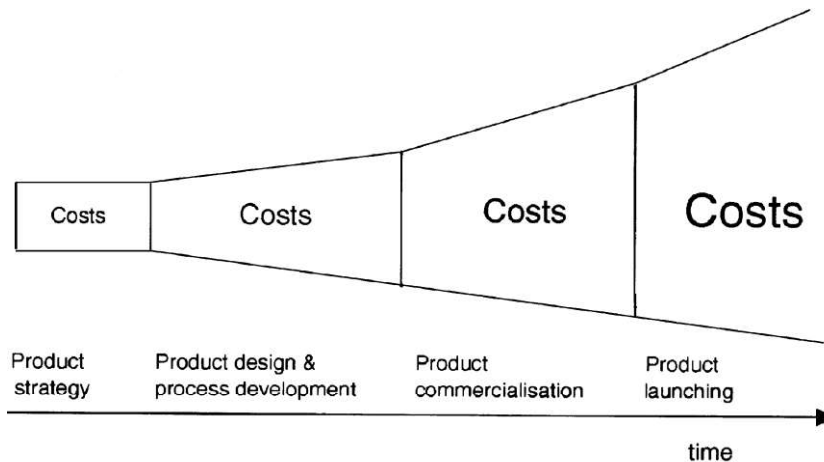 Costs
Costs
Costs
Costs
Product
strategy
Product design &
process development
Product
commercialisation
Product
launching
time